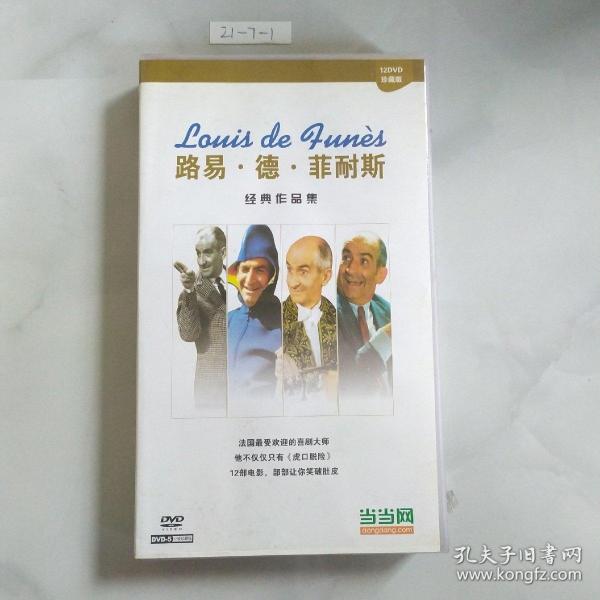 21-7-1
12DVD
珍藏版
Louis de Funès
路易·德·菲耐斯
经典作品集
法国最受欢迎的喜剧大师
他不仅仅只有《虎口脱险》
12部电影，部部让你笑破肚皮
DVD
VIDEO
DVD-5
当当网
dangdang.com
孔夫子旧书网
www.kongfz.com